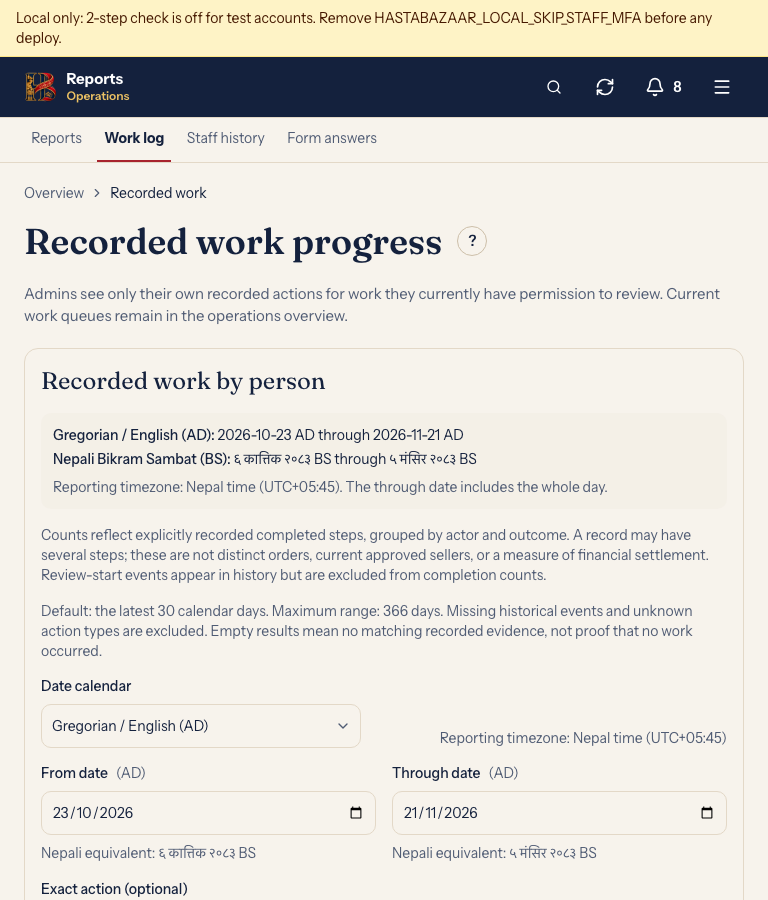 Local only: 2-step check is off for test accounts. Remove HASTABAZAAR_LOCAL_SKIP_STAFF_MFA before any
deploy.
Reports
Operations
8
Reports
Work log
Staff history
Form answers
Overview > Recorded work
Recorded work progress ?
Admins see only their own recorded actions for work they currently have permission to review. Current
work queues remain in the operations overview.
Recorded work by person
Gregorian / English (AD): 2026-10-23 AD through 2026-11-21 AD
Nepali Bikram Sambat (BS): ६ कात्तिक २०८३ BS through ५ मंसिर २०८३ BS
Reporting timezone: Nepal time (UTC+05:45). The through date includes the whole day.
Counts reflect explicitly recorded completed steps, grouped by actor and outcome. A record may have
several steps; these are not distinct orders, current approved sellers, or a measure of financial settlement.
Review-start events appear in history but are excluded from completion counts.
Default: the latest 30 calendar days. Maximum range: 366 days. Missing historical events and unknown
action types are excluded. Empty results mean no matching recorded evidence, not proof that no work
occurred.
Date calendar
Gregorian / English (AD)
Reporting timezone: Nepal time (UTC+05:45)
From date (AD)
Through date (AD)
23/10/2026
21/11/2026
Nepali equivalent: ६ कात्तिक २०८३ BS
Nepali equivalent: ५ मंसिर २०८३ BS
Exact action (optional)